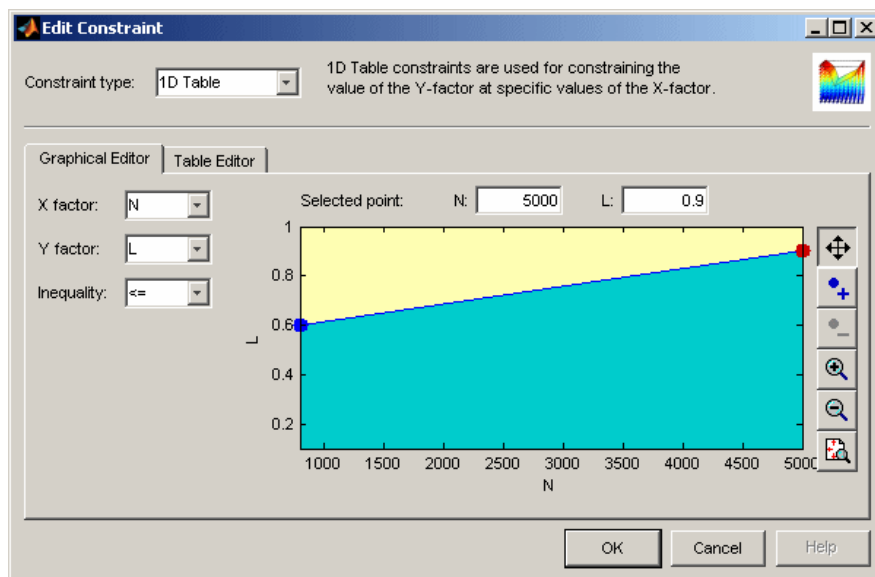 Edit Constraint
Constraint type: 1D Table
1D Table constraints are used for constraining the
value of the Y-factor at specific values of the X-factor.
Graphical Editor Table Editor
X factor: N
Y factor: L
Inequality: <=
Selected point: N: 5000 L: 0.9
1
0.8
0.6
0.4
0.2
L
1000 1500 2000 2500 3000 3500 4000 4500 5000
N
OK Cancel Help